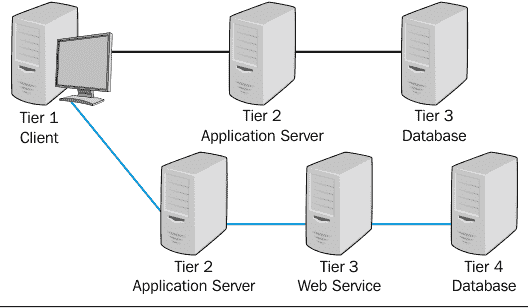 Tier 1
Client
Tier 2
Application Server
Tier 3
Database
Tier 2
Application Server
Tier 3
Web Service
Tier 4
Database